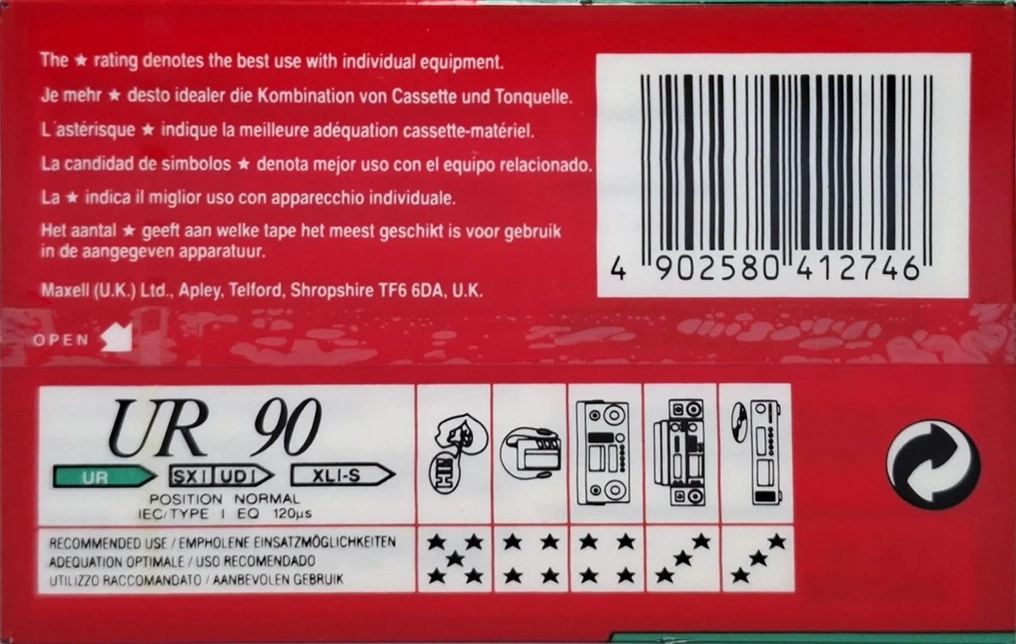 The ★ rating denotes the best use with individual equipment.
Je mehr ★ desto idealer die Kombination von Cassette und Tonquelle.
L'astérisque ★ indique la meilleure adéquation cassette-matériel.
La candidad de simbolos ★ denota mejor uso con el equipo relacionado.
La ★ indica il miglior uso con apparecchio individuale.
Het aantal ★ geeft aan welke tape het meest geschikt is voor gebruik
in de aangegeven apparatuur.
Maxell (U.K.) Ltd., Apley, Telford, Shropshire TF6 6DA, U.K.
4 902580 412746
OPEN
UR 90
UR SXI UDI XLI-S
POSITION NORMAL
IEC/TYPE I EQ 120µs
RECOMMENDED USE / EMPHOLENE EINSATZMÖGLICHKEITEN
ADEQUATION OPTIMALE / USO RECOMENDADO
UTILIZZO RACCOMANDATO / AANBEVOLEN GEBRUIK